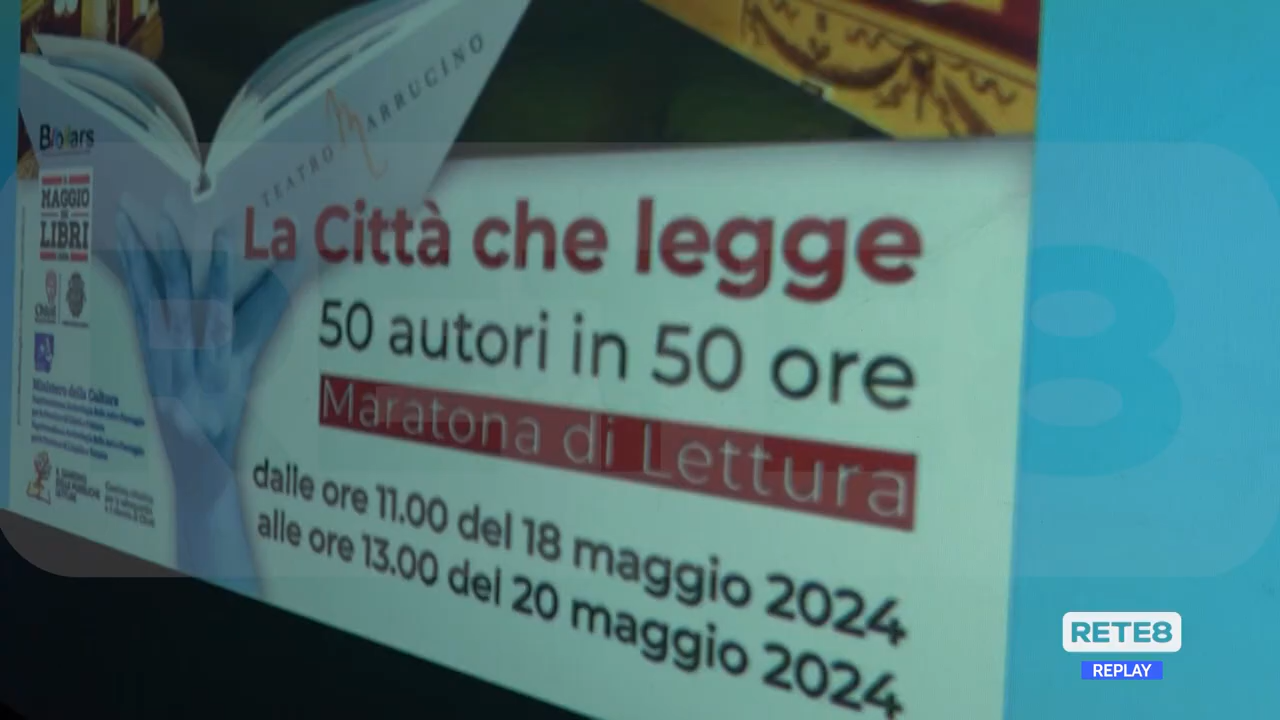 TEATRO MARRUCINO
MAGGIO
DEI
LIBRI
La Città che legge
50 autori in 50 ore
Maratona di Lettura
dalle ore 11.00 del 18 maggio 2024
alle ore 13.00 del 20 maggio 2024
Ministero della Cultura
RETE8
REPLAY